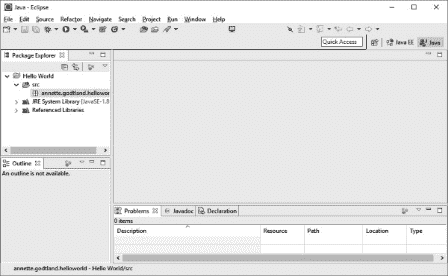 Java - Eclipse
File Edit Source Refactor Navigate Search Project Run Window Help
Quick Access
Java EE
Java
Package Explorer
Hello World
src
annette.godtland.hellowor
JRE System Library [JavaSE-1.8
Referenced Libraries
Outline
An outline is not available.
Problems Javadoc Declaration
0 items
Description Resource Path Location Type
annette.godtland.helloworld - Hello World/src